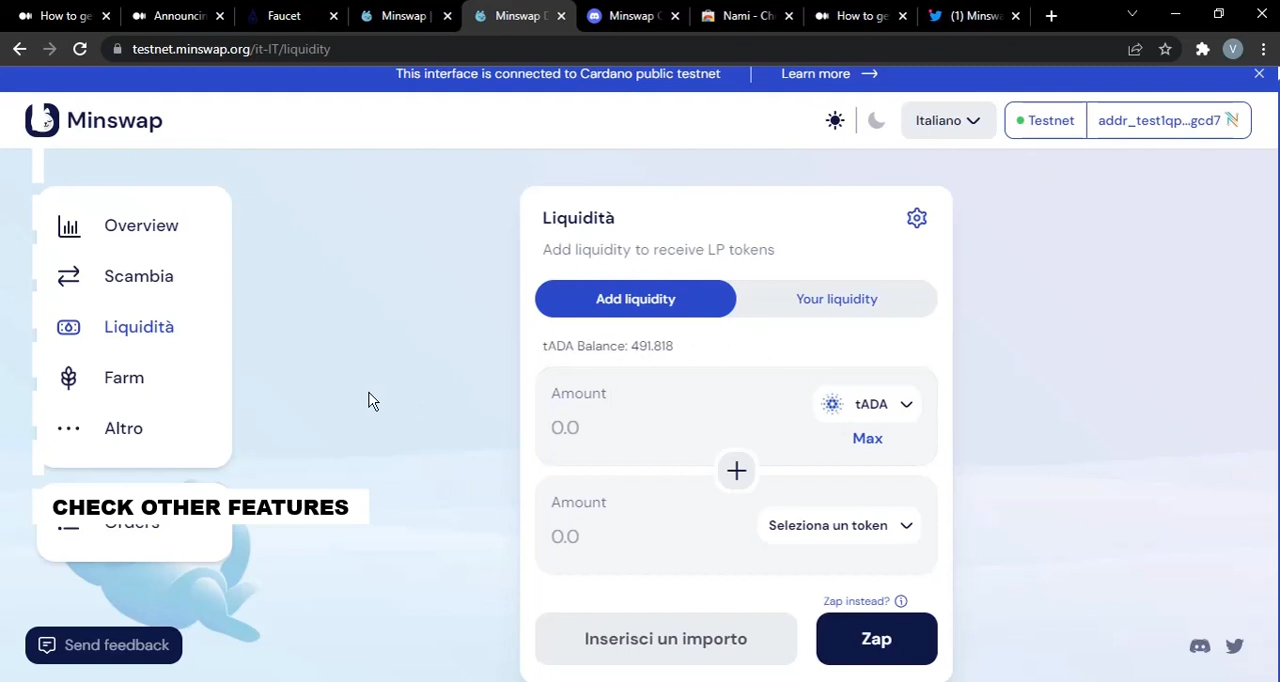 How to ge
Announcin
Faucet
Minswap |
Minswap D
Minswap C
Nami - Ch
How to ge
(1) Minsw
testnet.minswap.org/it-IT/liquidity
This interface is connected to Cardano public testnet
Learn more
Minswap
Italiano
Testnet
addr_test1qp...gcd7
Overview
Scambia
Liquidità
Farm
Altro
CHECK OTHER FEATURES
Orders
Send feedback
Liquidità
Add liquidity to receive LP tokens
Add liquidity
Your liquidity
tADA Balance: 491.818
Amount
0.0
tADA
Max
Amount
0.0
Seleziona un token
Zap instead?
Inserisci un importo
Zap
V